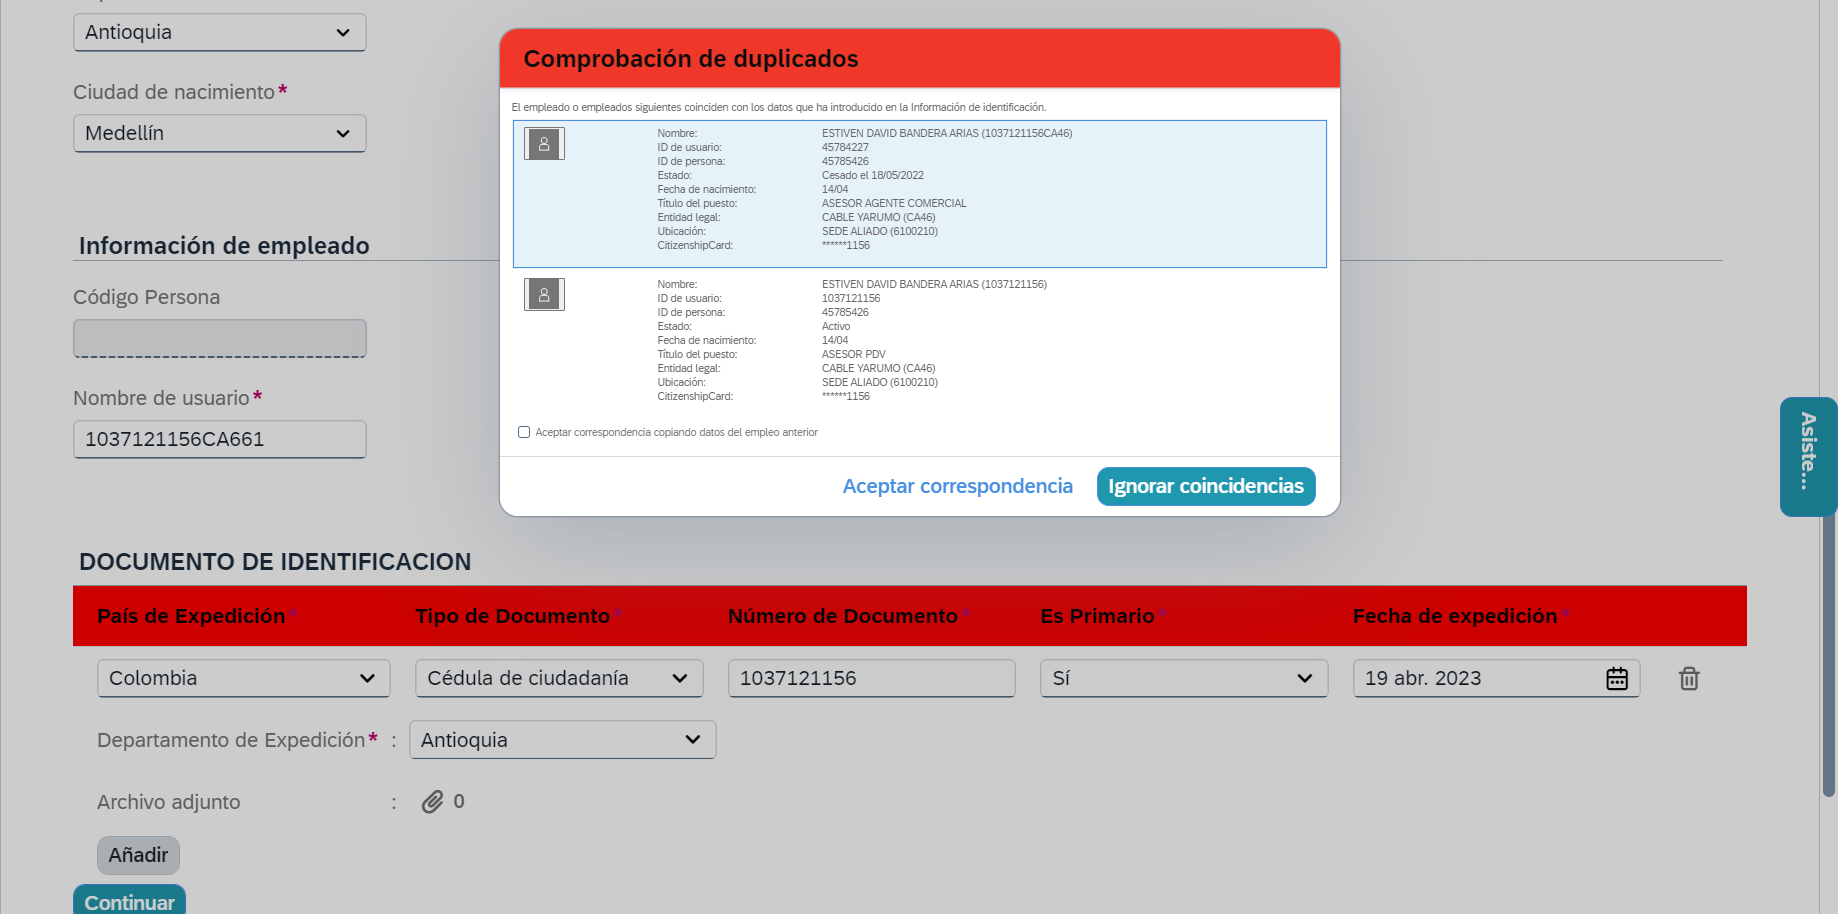 Antioquia
Ciudad de nacimiento*
Medellín
Información de empleado
Código Persona
Nombre de usuario*
1037121156CA661
Comprobación de duplicados
El empleado o empleados siguientes coinciden con los datos que ha introducido en la Información de identificación.
Nombre: ESTIVEN DAVID BANDERA ARIAS (1037121156CA46)
ID de usuario: 45784227
ID de persona: 45785426
Estado: Cesado el 18/05/2022
Fecha de nacimiento: 14/04
Título del puesto: ASESOR AGENTE COMERCIAL
Entidad legal: CABLE YARUMO (CA46)
Ubicación: SEDE ALIADO (6100210)
CitizenshipCard: ******1156
Nombre: ESTIVEN DAVID BANDERA ARIAS (1037121156)
ID de usuario: 1037121156
ID de persona: 45785426
Estado: Activo
Fecha de nacimiento: 14/04
Título del puesto: ASESOR PDV
Entidad legal: CABLE YARUMO (CA46)
Ubicación: SEDE ALIADO (6100210)
CitizenshipCard: ******1156
Aceptar correspondencia copiando datos del empleo anterior
Aceptar correspondencia Ignorar coincidencias
Asiste...
DOCUMENTO DE IDENTIFICACION
País de Expedición* Tipo de Documento* Número de Documento* Es Primario* Fecha de expedición*
Colombia Cédula de ciudadanía 1037121156 Sí 19 abr. 2023
Departamento de Expedición* : Antioquia
Archivo adjunto : 0
Añadir
Continuar